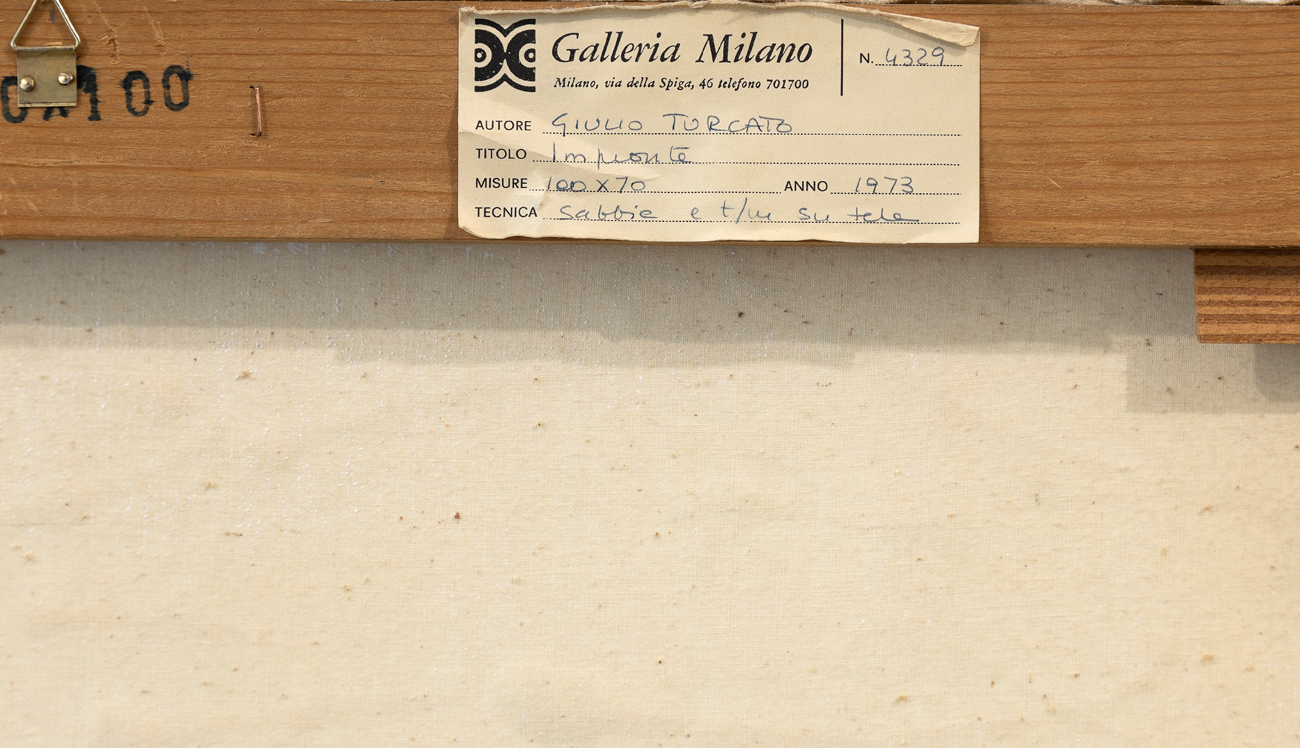 Galleria Milano
N. 4329
Milano, via della Spiga, 46 telefono 701700
0x100
AUTORE GIULIO TURCATO
TITOLO Impronte
MISURE 100 x 70 ANNO 1973
TECNICA Sabbie e t/m su tela